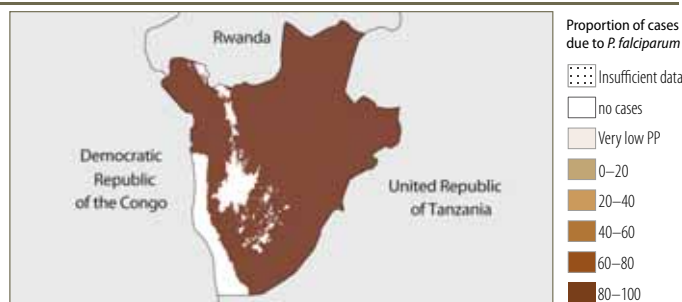 Rwanda
Democratic
Republic
of the Congo
United Republic
of Tanzania
Proportion of cases
due to P. falciparum
Insufficient data
no cases
Very low PP
0–20
20–40
40–60
60–80
80–100